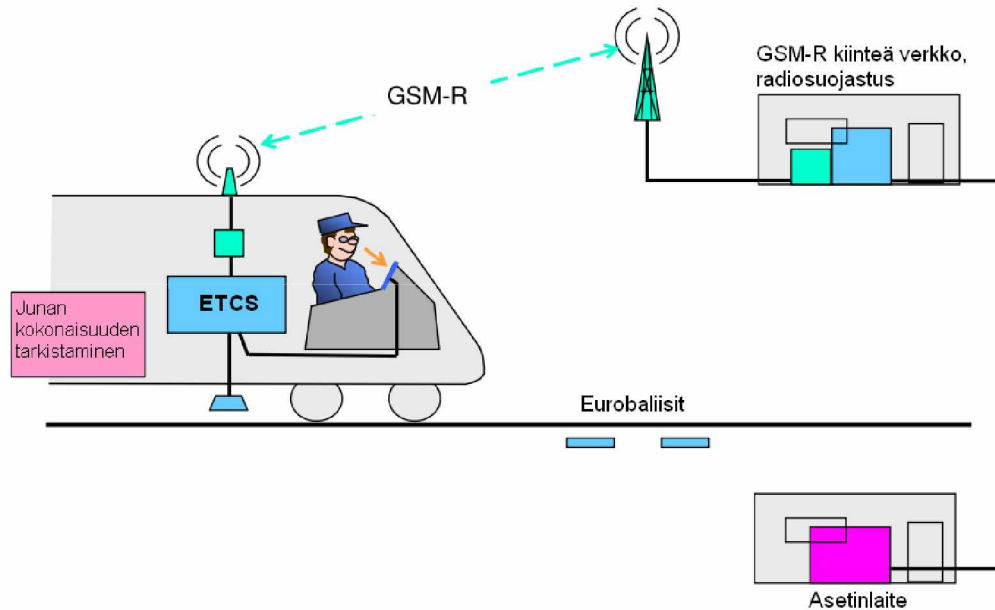 GSM-R kiinteä verkko,
radiosuojastus
GSM-R
ETCS
Junan
kokonaisuuden
tarkistaminen
Eurobaliisit
Asetinlaite